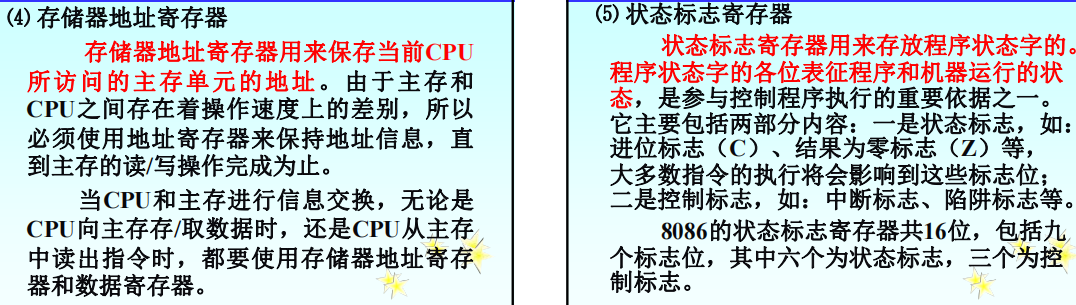 (4) 存储器地址寄存器
存储器地址寄存器用来保存当前CPU
所访问的主存单元的地址。由于主存和
CPU之间存在着操作速度上的差别，所以
必须使用地址寄存器来保持地址信息，直
到主存的读/写操作完成为止。
当CPU和主存进行信息交换，无论是
CPU向主存存/取数据时，还是CPU从主存
中读出指令时，都要使用存储器地址寄存
器和数据寄存器。
(5) 状态标志寄存器
状态标志寄存器用来存放程序状态字的。
程序状态字的各位表征程序和机器运行的状
态，是参与控制程序执行的重要依据之一。
它主要包括两部分内容：一是状态标志，如：
进位标志（C）、结果为零标志（Z）等，
大多数指令的执行将会影响到这些标志位；
二是控制标志，如：中断标志、陷阱标志等。
8086的状态标志寄存器共16位，包括九
个标志位，其中六个为状态标志，三个为控
制标志。